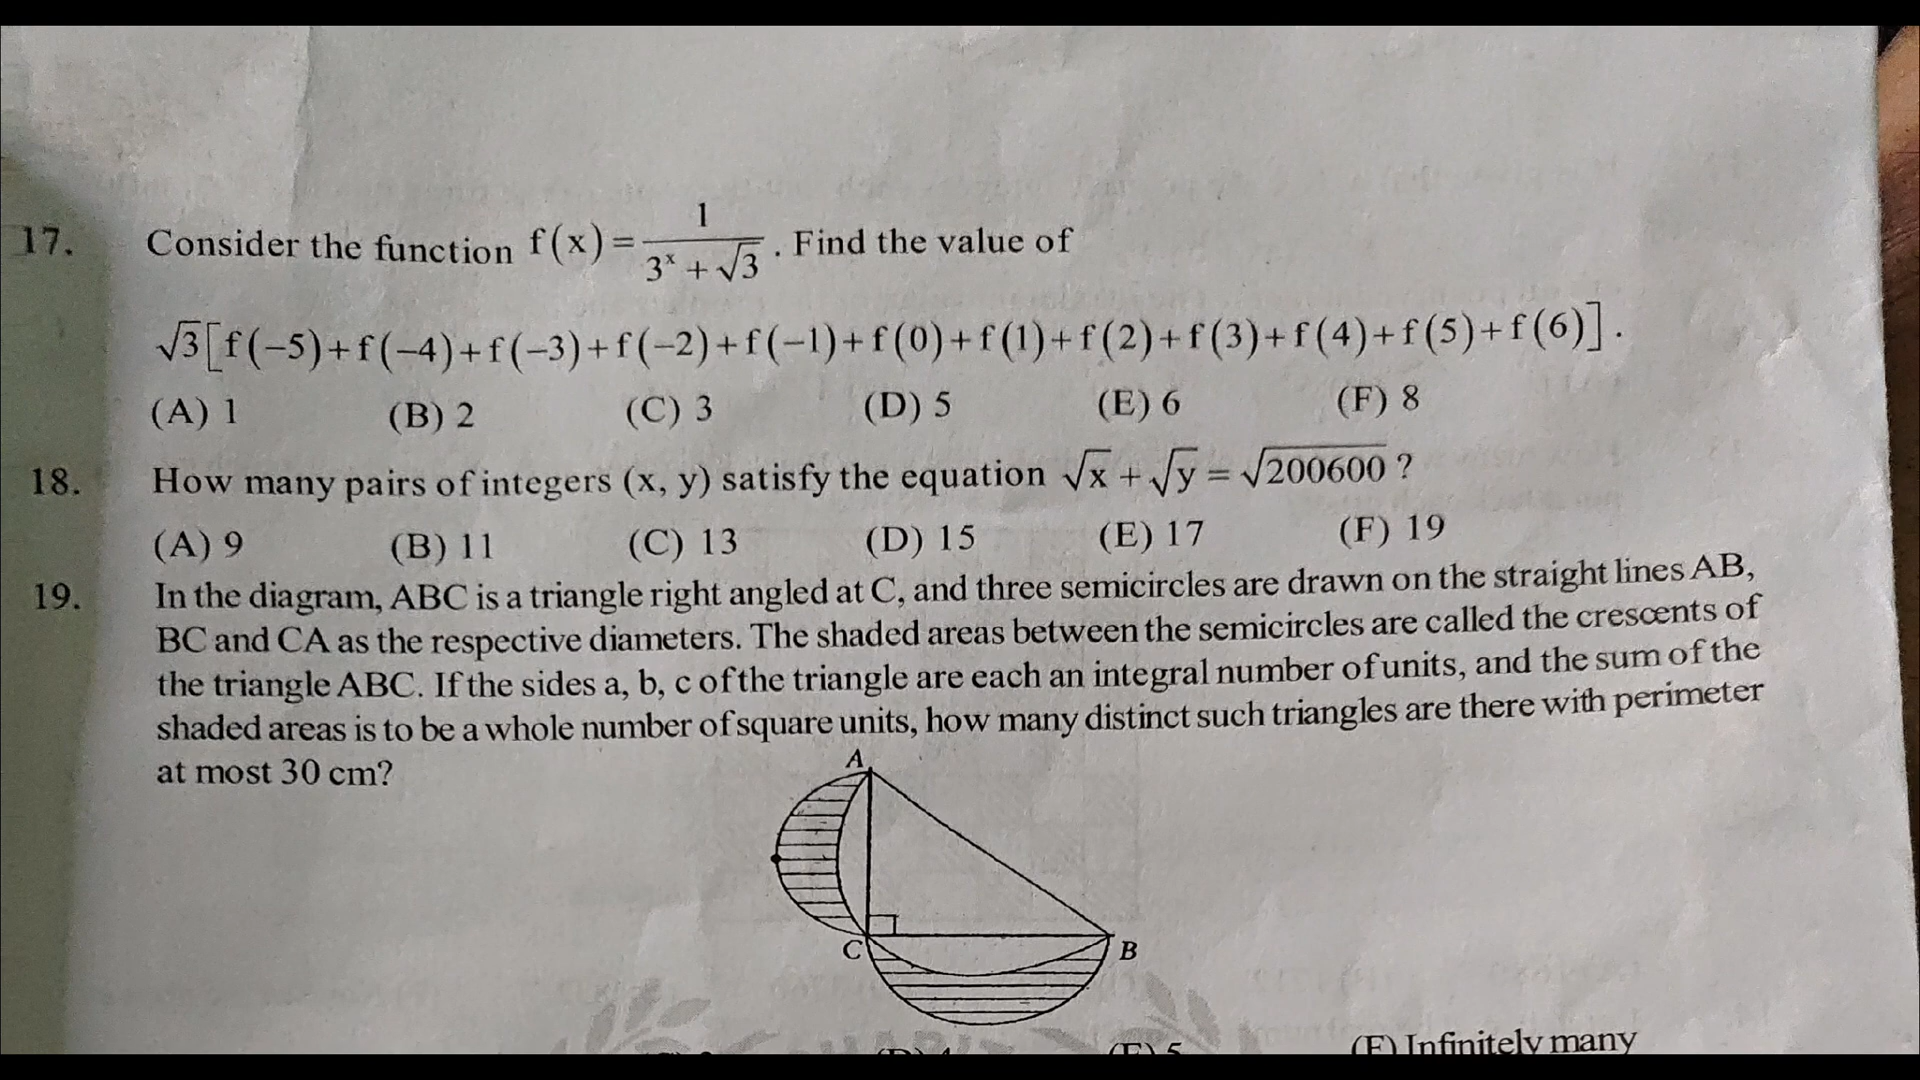 17. Consider the function f(x) = 1/(3ˣ + √3) . Find the value of
√3[f(−5)+f(−4)+f(−3)+f(−2)+f(−1)+f(0)+f(1)+f(2)+f(3)+f(4)+f(5)+f(6)] .
(A) 1 (B) 2 (C) 3 (D) 5 (E) 6 (F) 8
18. How many pairs of integers (x, y) satisfy the equation √x + √y = √200600 ?
(A) 9 (B) 11 (C) 13 (D) 15 (E) 17 (F) 19
19. In the diagram, ABC is a triangle right angled at C, and three semicircles are drawn on the straight lines AB,
BC and CA as the respective diameters. The shaded areas between the semicircles are called the crescents of
the triangle ABC. If the sides a, b, c of the triangle are each an integral number of units, and the sum of the
shaded areas is to be a whole number of square units, how many distinct such triangles are there with perimeter
at most 30 cm?
A
C B
(E) 5 (F) Infinitely many